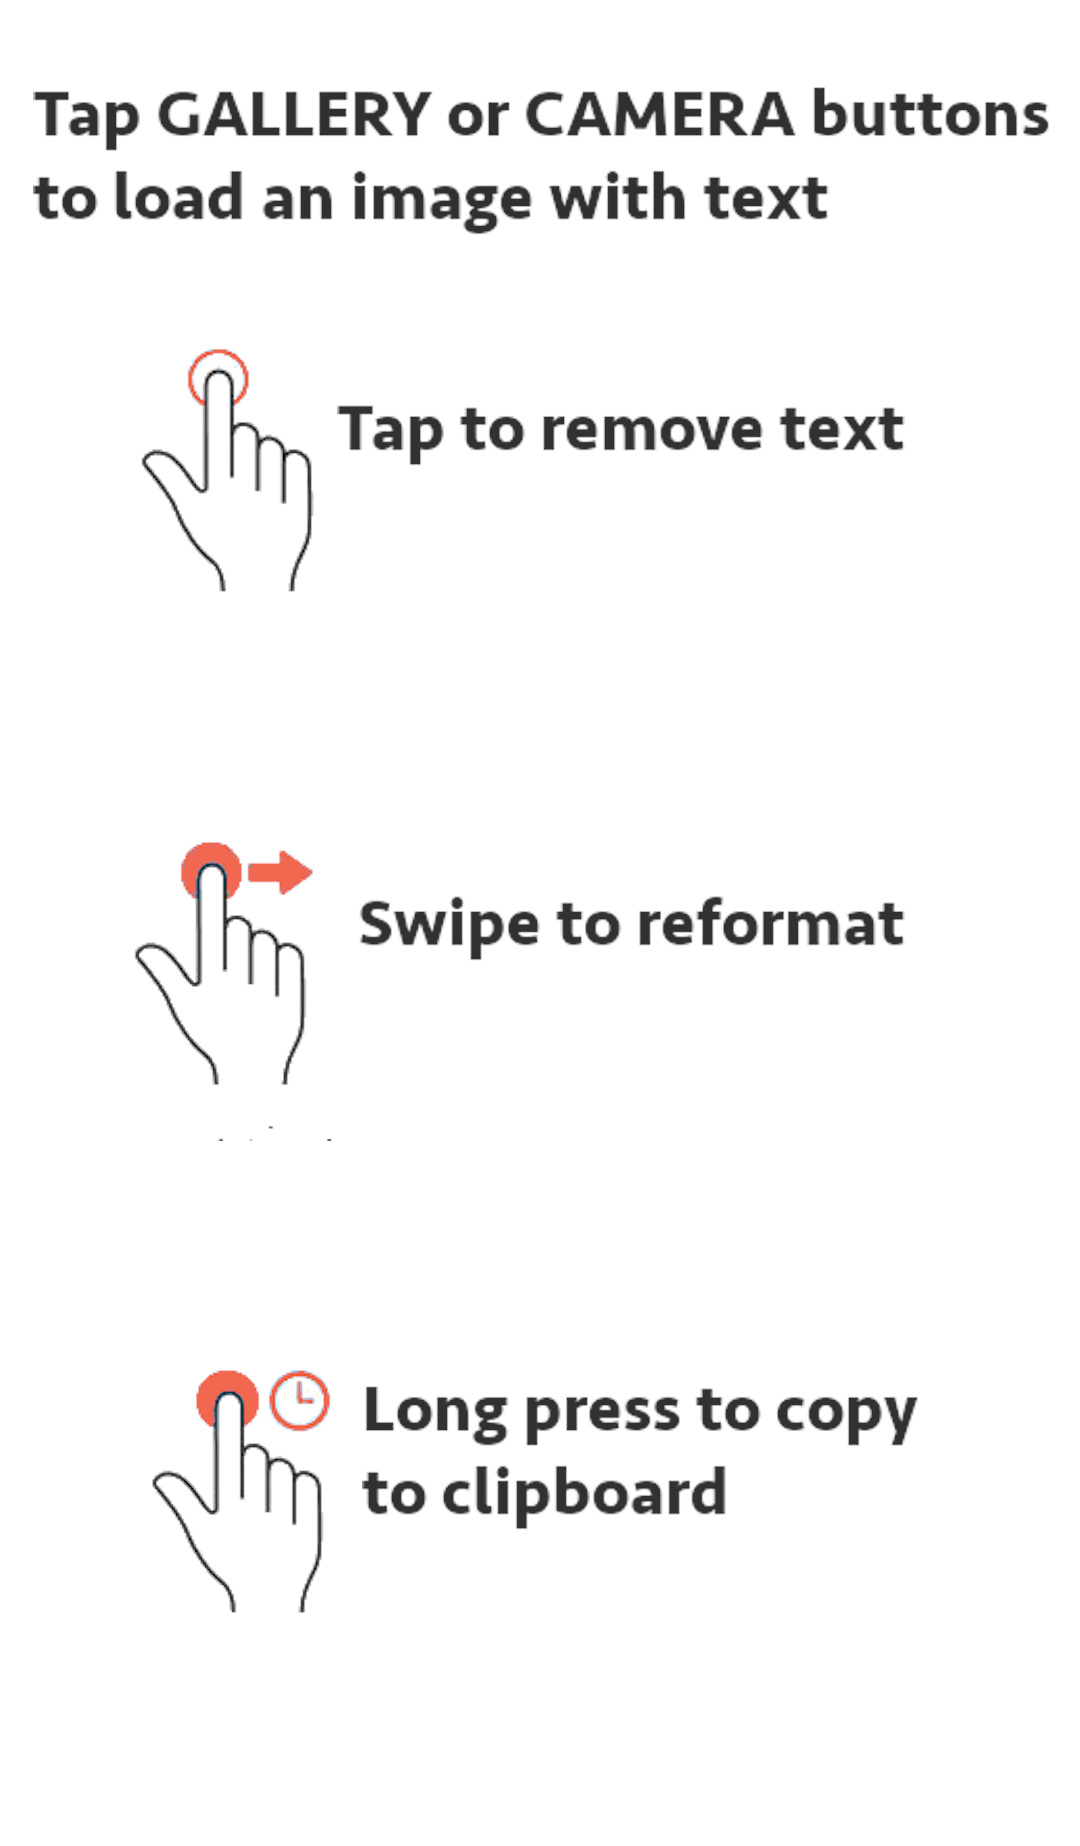 Tap GALLERY or CAMERA buttons
to load an image with text
Tap to remove text
Swipe to reformat
Long press to copy
to clipboard